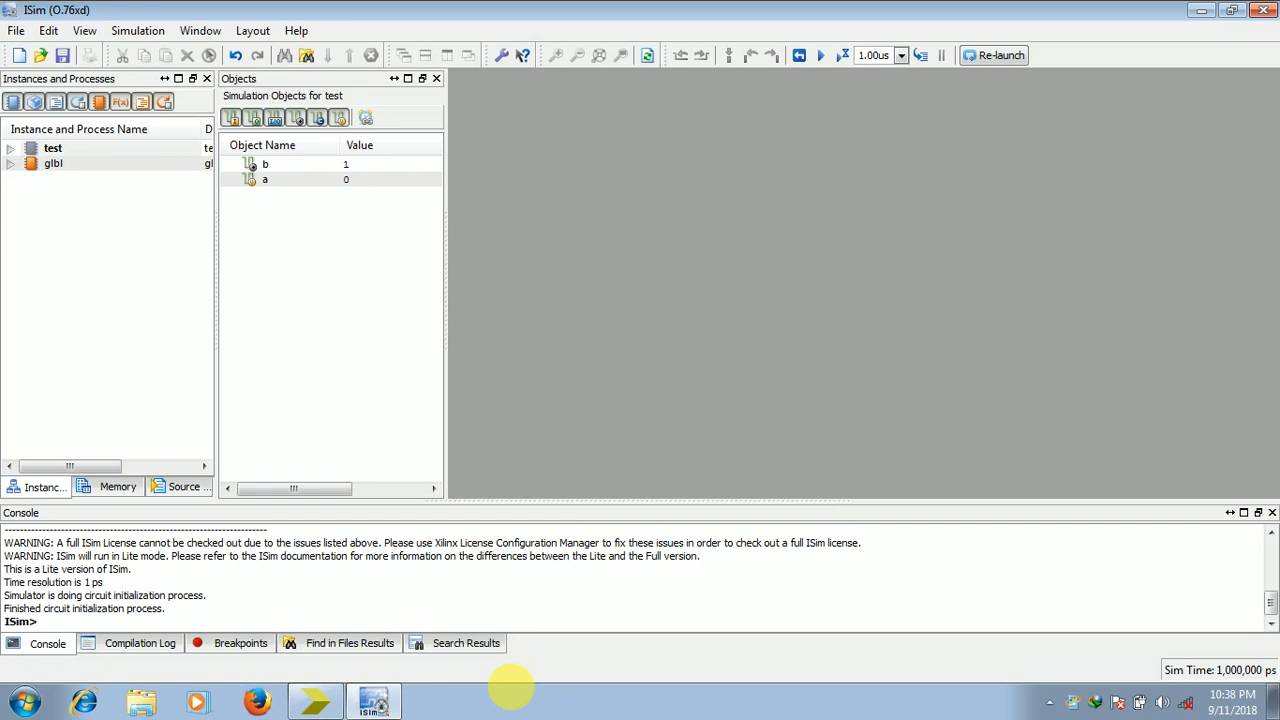 ISim (O.76xd)
File Edit View Simulation Window Layout Help
1.00us Re-launch
Instances and Processes
Objects
Simulation Objects for test
Instance and Process Name D
test te
glbl gl
Object Name Value
b 1
a 0
Instanc... Memory Source ...
Console
WARNING: A full ISim License cannot be checked out due to the issues listed above. Please use Xilinx License Configuration Manager to fix these issues in order to check out a full ISim license.
WARNING: ISim will run in Lite mode. Please refer to the ISim documentation for more information on the differences between the Lite and the Full version.
This is a Lite version of ISim.
Time resolution is 1 ps
Simulator is doing circuit initialization process.
Finished circuit initialization process.
ISim>
Console Compilation Log Breakpoints Find in Files Results Search Results
Sim Time: 1,000,000 ps
ISim
10:38 PM
9/11/2018